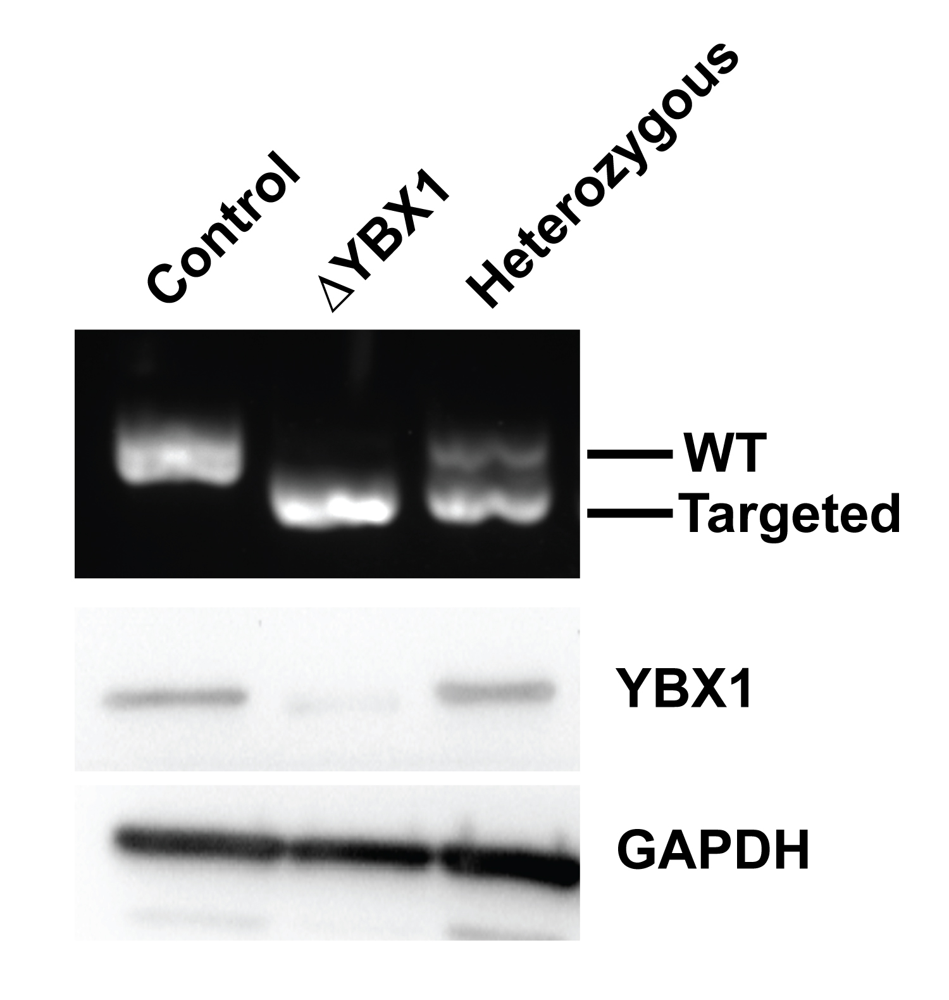 Control
ΔYBX1
Heterozygous
WT
Targeted
YBX1
GAPDH